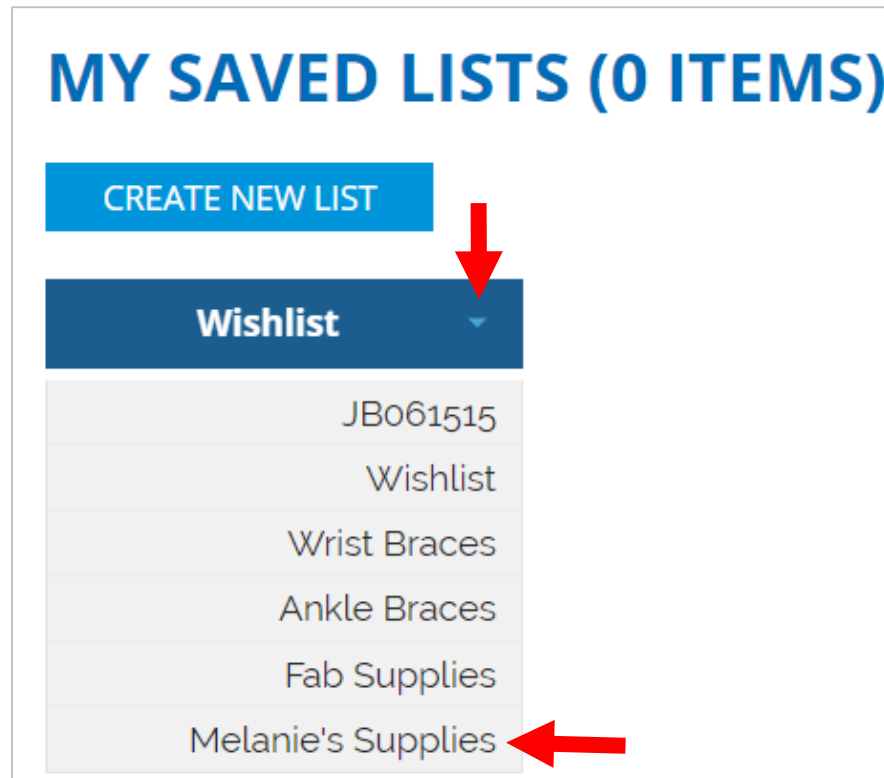 MY SAVED LISTS (0 ITEMS)
CREATE NEW LIST
Wishlist
JB061515
Wishlist
Wrist Braces
Ankle Braces
Fab Supplies
Melanie's Supplies